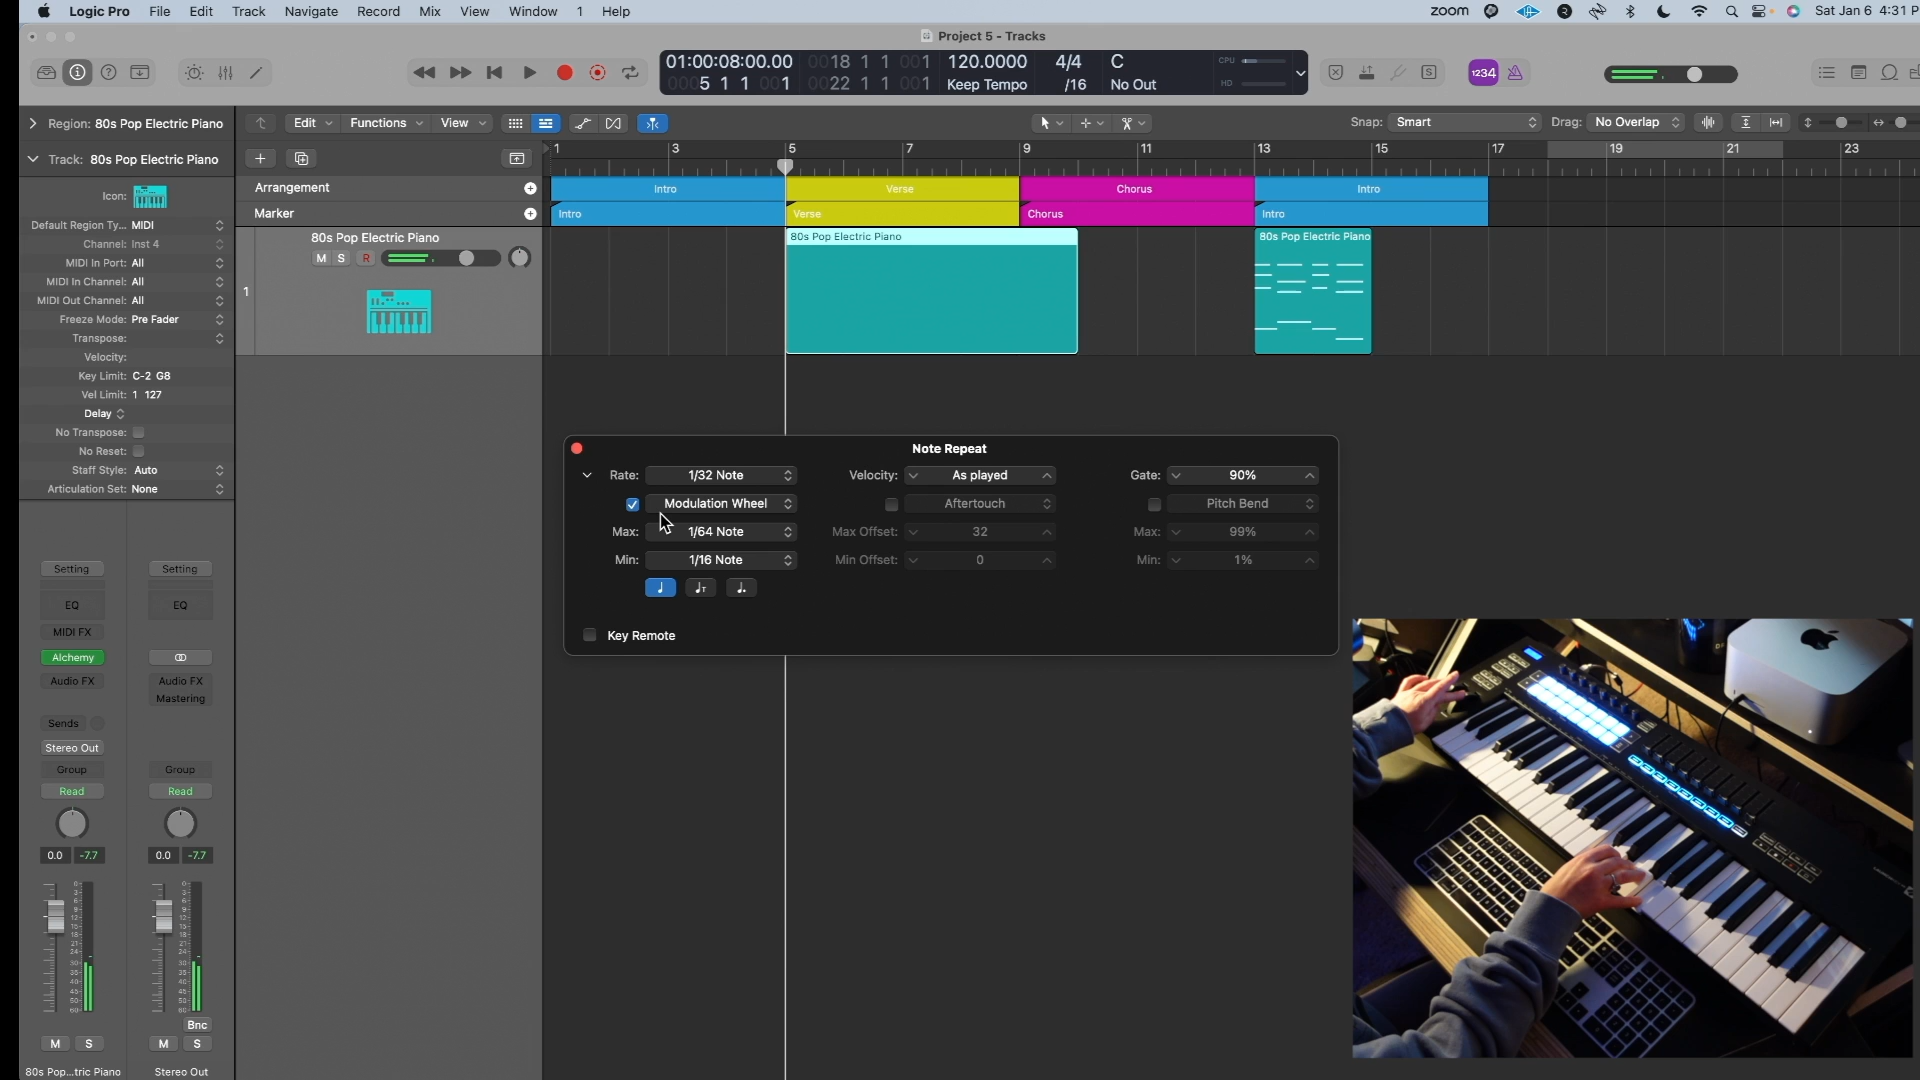 Logic Pro File Edit Track Navigate Record Mix View Window 1 Help
zoom Sat Jan 6 4:31 P
Project 5 - Tracks
01:00:08:00.00 0018 1 1 001 120.0000 4/4 C CPU
0005 1 1 001 0022 1 1 001 Keep Tempo /16 No Out HD
1234
Region: 80s Pop Electric Piano
Edit Functions View
Snap: Smart Drag: No Overlap
Track: 80s Pop Electric Piano
1 3 5 7 9 11 13 15 17 19 21 23
Arrangement
Intro Verse Chorus Intro
Marker
Intro Verse Chorus Intro
Icon:
Default Region Ty... MIDI
Channel: Inst 4
MIDI In Port: All
MIDI In Channel: All
MIDI Out Channel: All
Freeze Mode: Pre Fader
Transpose:
Velocity:
Key Limit: C-2 G8
Vel Limit: 1 127
Delay
No Transpose:
No Reset:
Staff Style: Auto
Articulation Set: None
1
80s Pop Electric Piano
M S R
80s Pop Electric Piano
80s Pop Electric Piano
Note Repeat
Rate: 1/32 Note Velocity: As played Gate: 90%
Modulation Wheel Aftertouch Pitch Bend
Max: 1/64 Note Max Offset: 32 Max: 99%
Min: 1/16 Note Min Offset: 0 Min: 1%
T
Key Remote
Setting Setting
EQ EQ
MIDI FX
Alchemy
Audio FX Audio FX
Mastering
Sends
Stereo Out
Group Group
Read Read
0.0 -7.7 0.0 -7.7
Bnc
M S M S
80s Pop...tric Piano Stereo Out